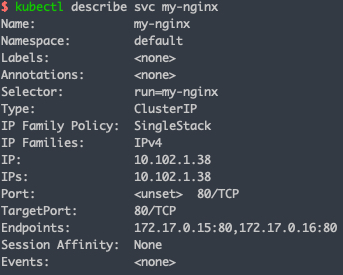 $ kubectl describe svc my-nginx
Name: my-nginx
Namespace: default
Labels: <none>
Annotations: <none>
Selector: run=my-nginx
Type: ClusterIP
IP Family Policy: SingleStack
IP Families: IPv4
IP: 10.102.1.38
IPs: 10.102.1.38
Port: <unset> 80/TCP
TargetPort: 80/TCP
Endpoints: 172.17.0.15:80,172.17.0.16:80
Session Affinity: None
Events: <none>